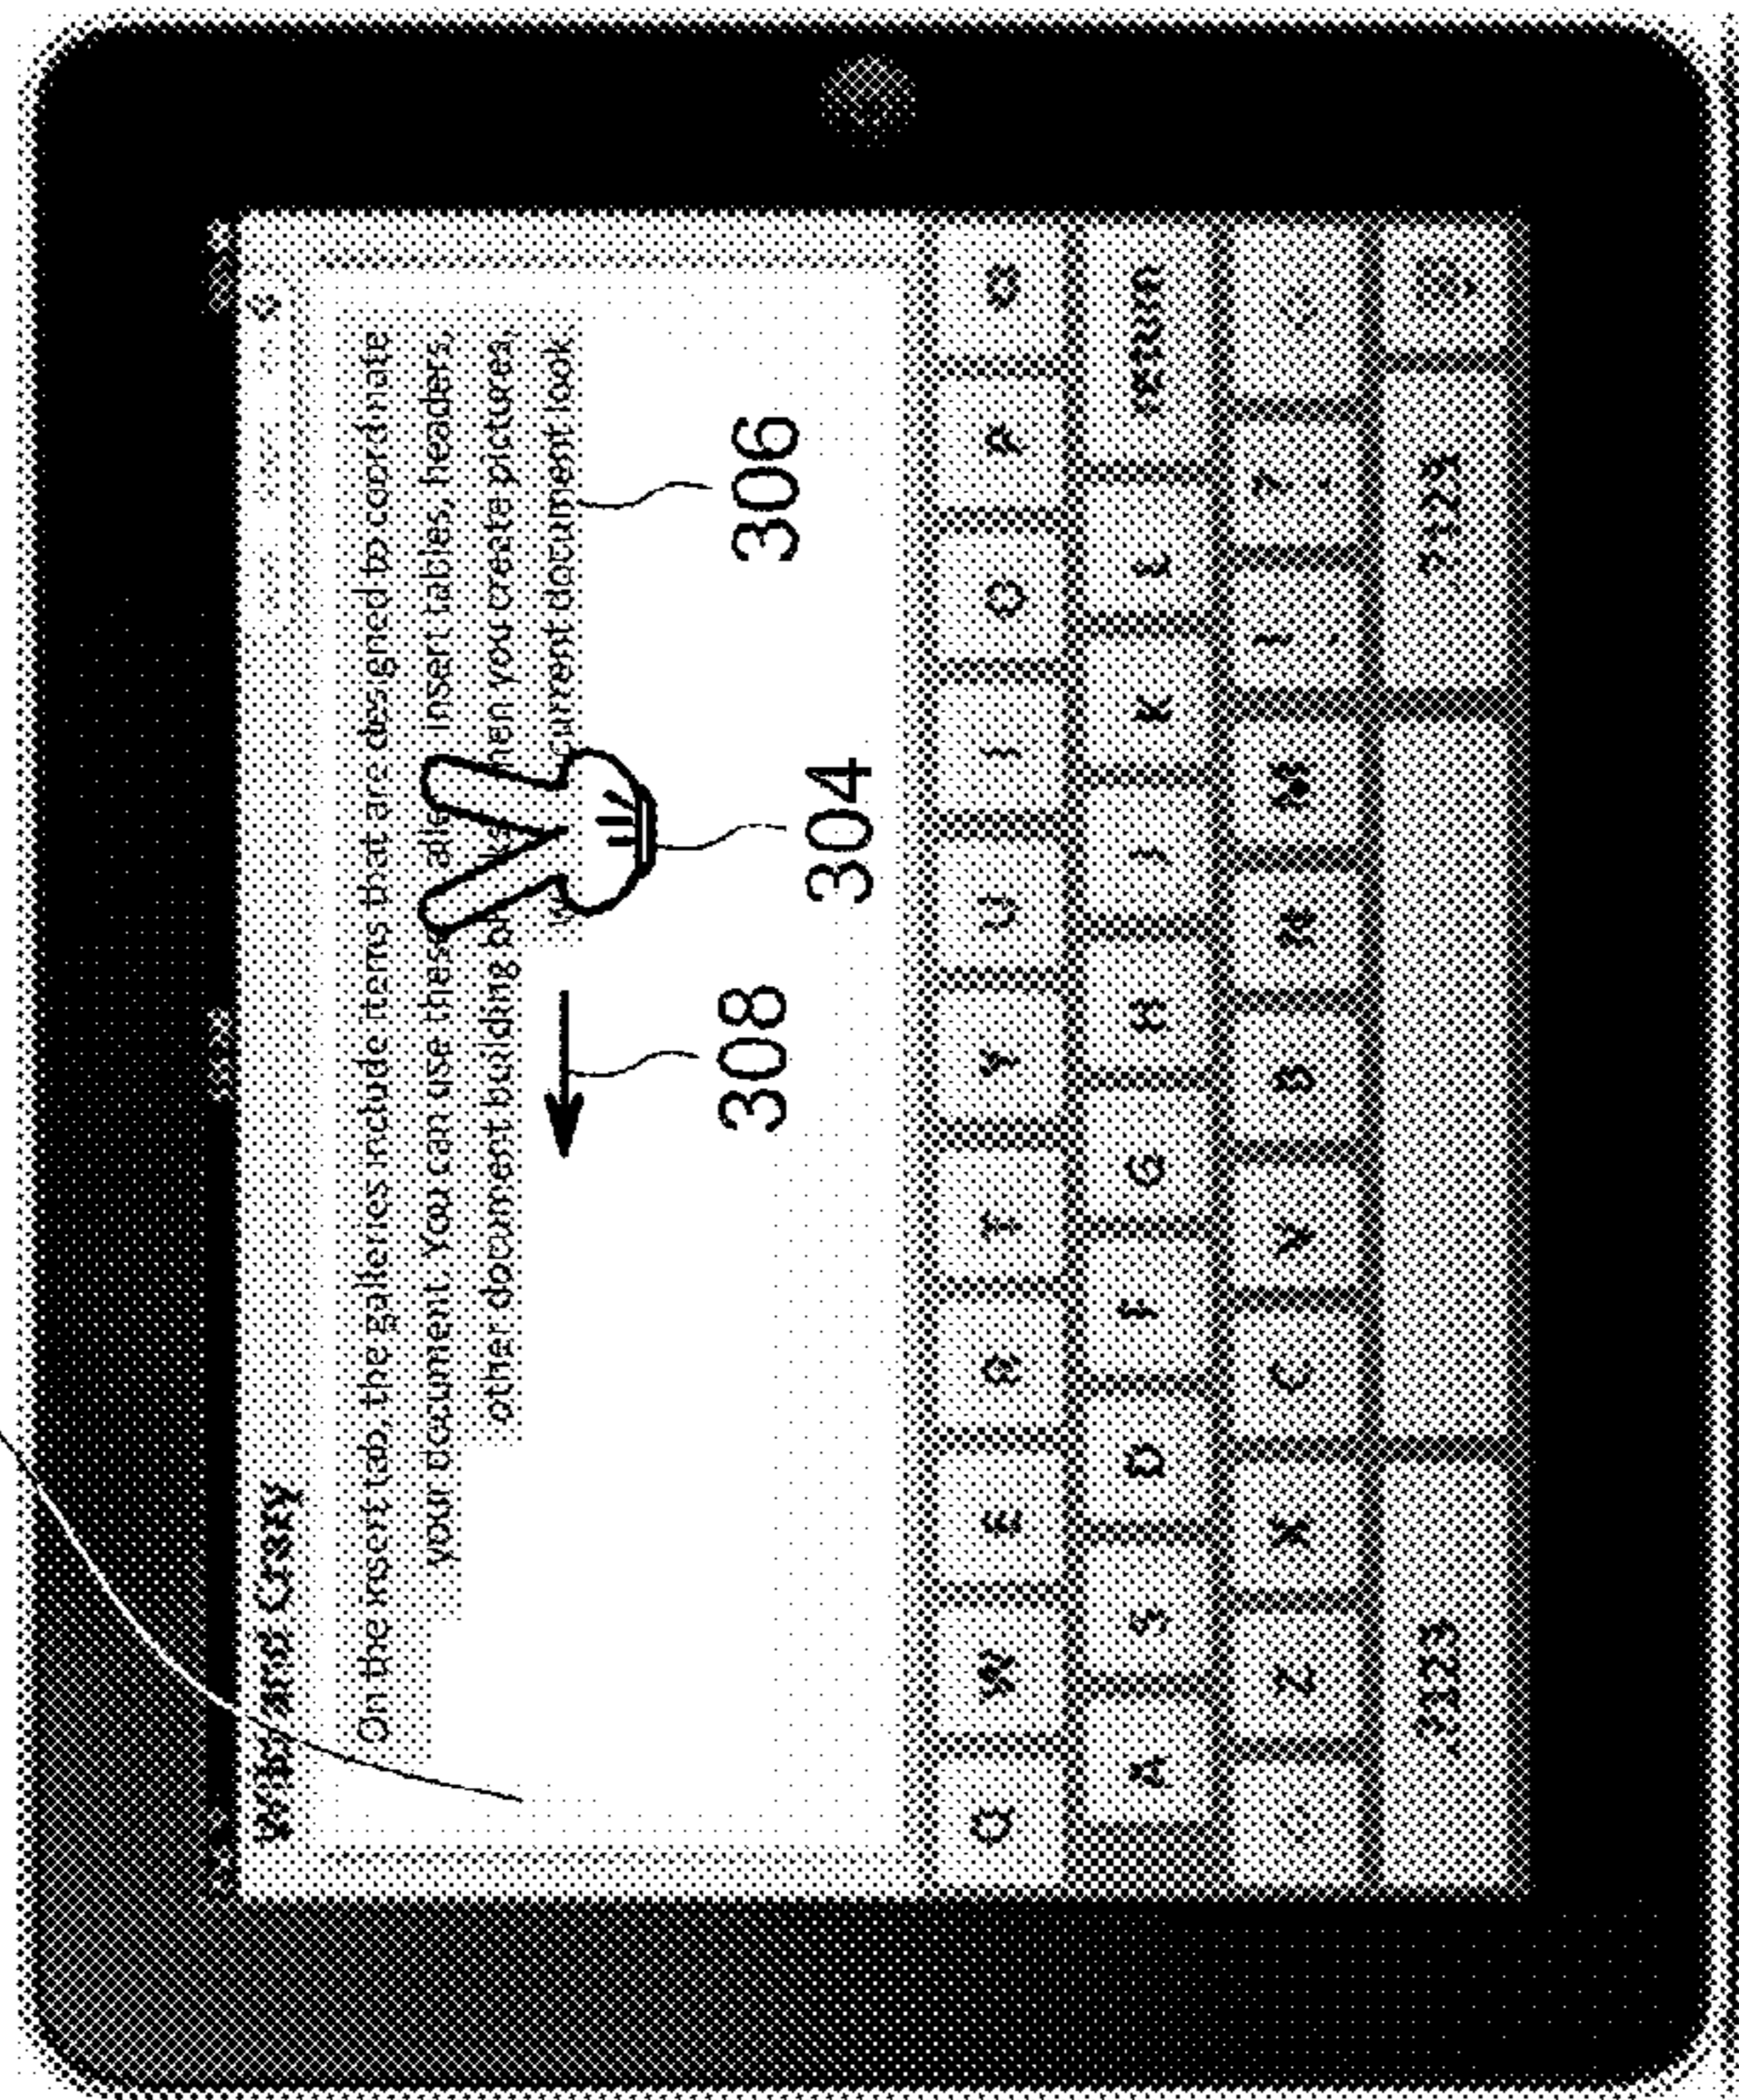 Wild and Crazy
On the insert tab, the galleries include items that are designed to coordinate
your document. You can use these insert tables, headers,
other document building hen you create pictures,
current document look
306
304
308
Q W E R T Y U I O P
A S D F G H J K L return
Z X C V B N M ! ?
.?123 .?123